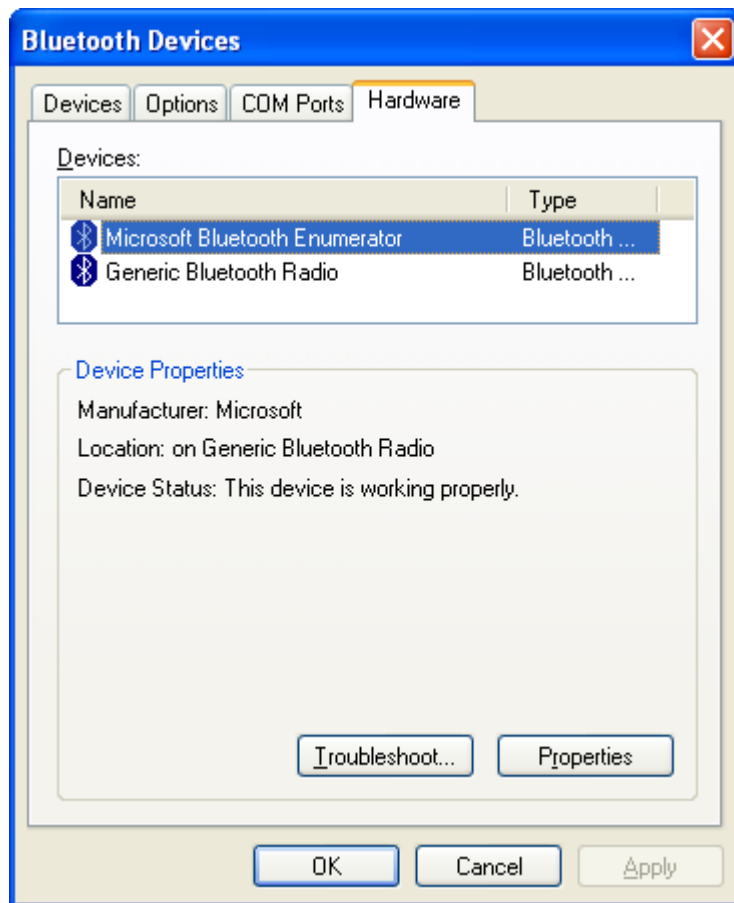 Bluetooth Devices
Devices Options COM Ports Hardware
Devices:
Name Type
Microsoft Bluetooth Enumerator Bluetooth ...
Generic Bluetooth Radio Bluetooth ...
Device Properties
Manufacturer: Microsoft
Location: on Generic Bluetooth Radio
Device Status: This device is working properly.
Troubleshoot... Properties
OK Cancel Apply